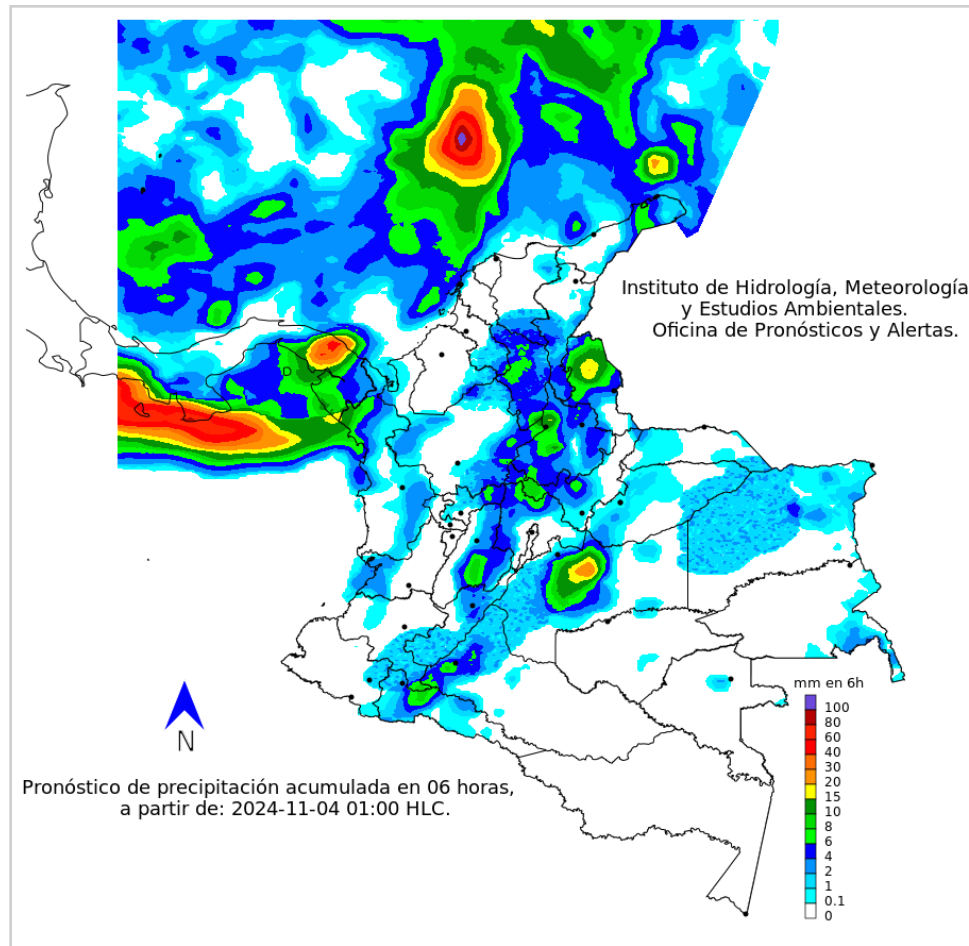 Instituto de Hidrología, Meteorología
y Estudios Ambientales.
Oficina de Pronósticos y Alertas.
mm en 6h
100
80
60
40
30
20
15
10
8
6
4
2
1
0.1
0
N
Pronóstico de precipitación acumulada en 06 horas,
a partir de: 2024-11-04 01:00 HLC.